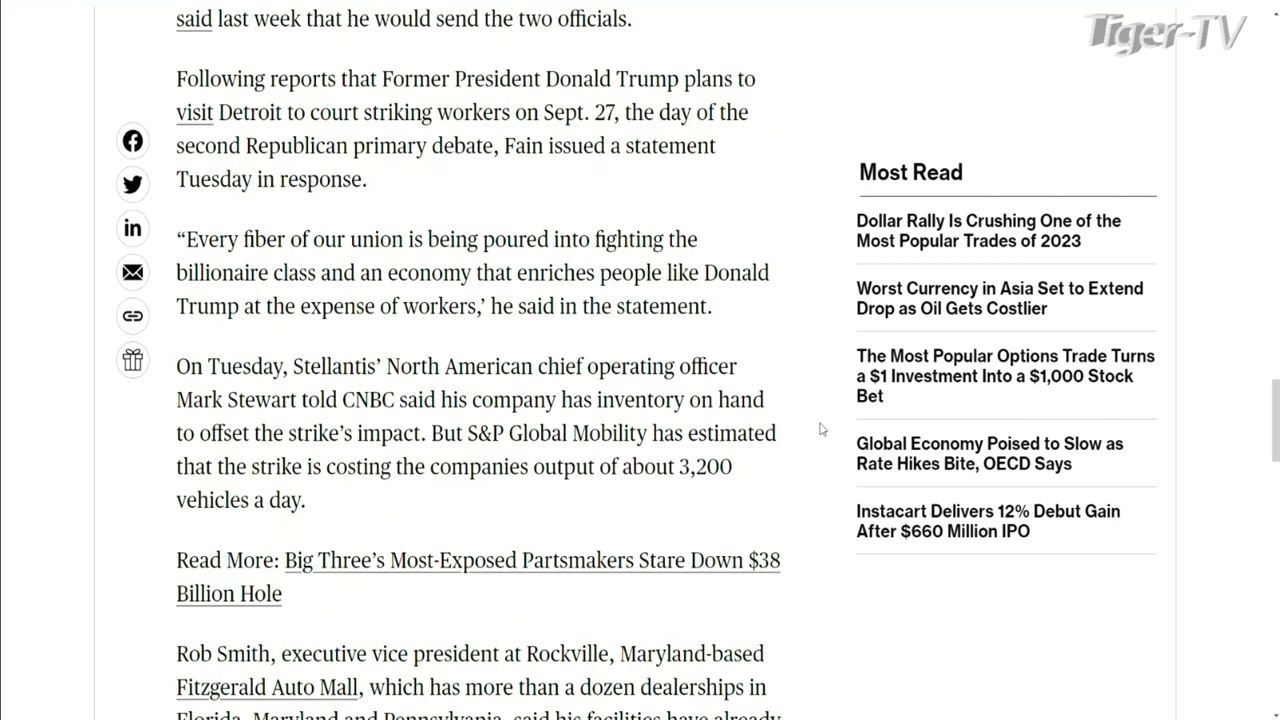 Tiger-TV
said last week that he would send the two officials.
Following reports that Former President Donald Trump plans to
visit Detroit to court striking workers on Sept. 27, the day of the
second Republican primary debate, Fain issued a statement
Tuesday in response.
“Every fiber of our union is being poured into fighting the
billionaire class and an economy that enriches people like Donald
Trump at the expense of workers,’ he said in the statement.
On Tuesday, Stellantis’ North American chief operating officer
Mark Stewart told CNBC said his company has inventory on hand
to offset the strike’s impact. But S&P Global Mobility has estimated
that the strike is costing the companies output of about 3,200
vehicles a day.
Read More: Big Three’s Most-Exposed Partsmakers Stare Down $38
Billion Hole
Rob Smith, executive vice president at Rockville, Maryland-based
Fitzgerald Auto Mall, which has more than a dozen dealerships in
Florida, Maryland and Pennsylvania, said his facilities have already
Most Read
Dollar Rally Is Crushing One of the
Most Popular Trades of 2023
Worst Currency in Asia Set to Extend
Drop as Oil Gets Costlier
The Most Popular Options Trade Turns
a $1 Investment Into a $1,000 Stock
Bet
Global Economy Poised to Slow as
Rate Hikes Bite, OECD Says
Instacart Delivers 12% Debut Gain
After $660 Million IPO